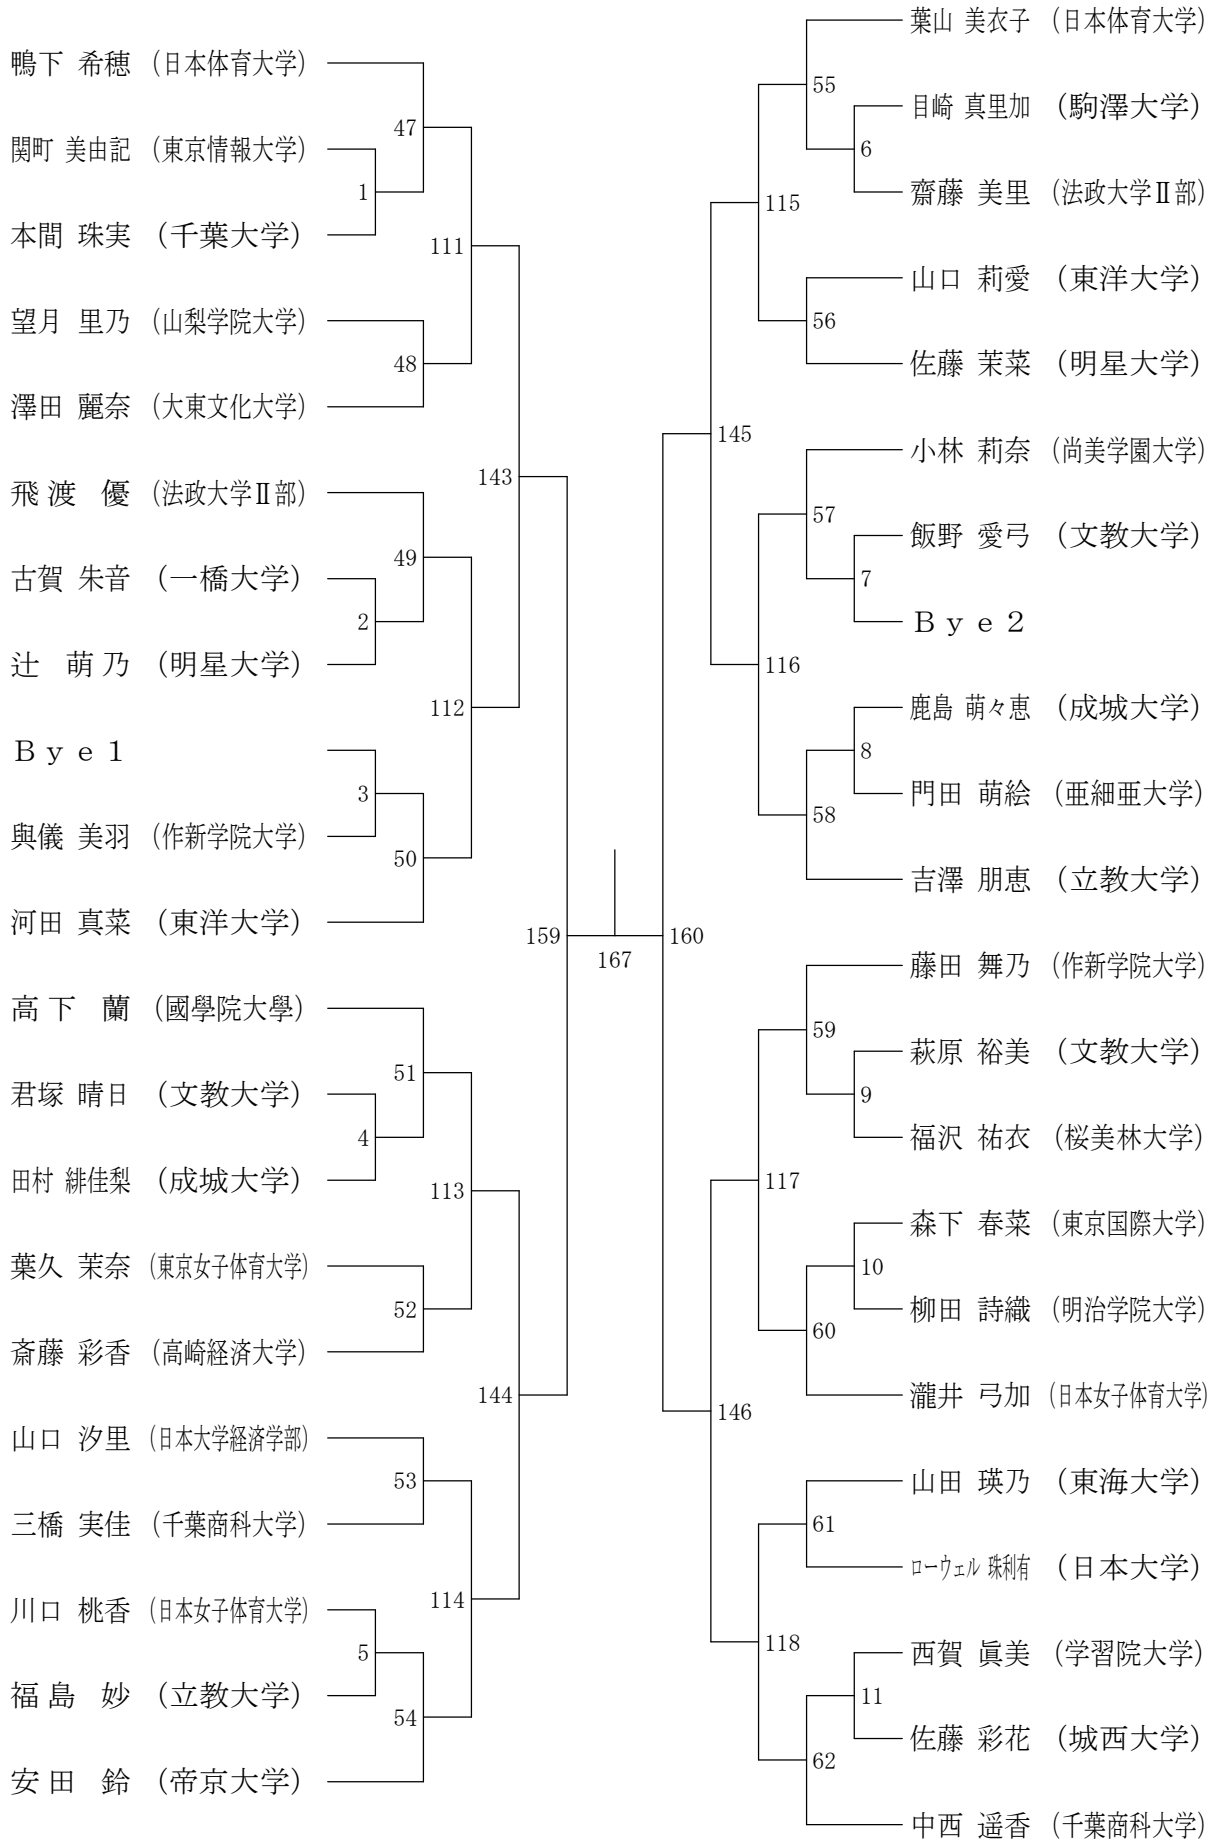 鴨下 希穂 (日本体育大学)
47
関町 美由記 (東京情報大学)
1
本間 珠実 (千葉大学)
111
望月 里乃 (山梨学院大学)
48
澤田 麗奈 (大東文化大学)
143
飛渡 優 (法政大学Ⅱ部)
49
古賀 朱音 (一橋大学)
2
辻 萌乃 (明星大学)
112
Ｂｙｅ１
3
與儀 美羽 (作新学院大学)
50
河田 真菜 (東洋大学)
159
高下 蘭 (國學院大學)
51
君塚 晴日 (文教大学)
4
田村 緋佳梨 (成城大学)
113
葉久 茉奈 (東京女子体育大学)
52
斎藤 彩香 (高崎経済大学)
144
山口 汐里 (日本大学経済学部)
53
三橋 実佳 (千葉商科大学)
114
川口 桃香 (日本女子体育大学)
5
福島 妙 (立教大学)
54
安田 鈴 (帝京大学)
167
葉山 美衣子 (日本体育大学)
55
目崎 真里加 (駒澤大学)
6
齋藤 美里 (法政大学Ⅱ部)
115
山口 莉愛 (東洋大学)
56
佐藤 茉菜 (明星大学)
145
小林 莉奈 (尚美学園大学)
57
飯野 愛弓 (文教大学)
7
Ｂｙｅ２
116
鹿島 萌々恵 (成城大学)
8
門田 萌絵 (亜細亜大学)
58
吉澤 朋恵 (立教大学)
160
藤田 舞乃 (作新学院大学)
59
萩原 裕美 (文教大学)
9
福沢 祐衣 (桜美林大学)
117
森下 春菜 (東京国際大学)
10
柳田 詩織 (明治学院大学)
60
瀧井 弓加 (日本女子体育大学)
146
山田 瑛乃 (東海大学)
61
ローウェル 珠利有 (日本大学)
118
西賀 眞美 (学習院大学)
11
佐藤 彩花 (城西大学)
62
中西 遥香 (千葉商科大学)